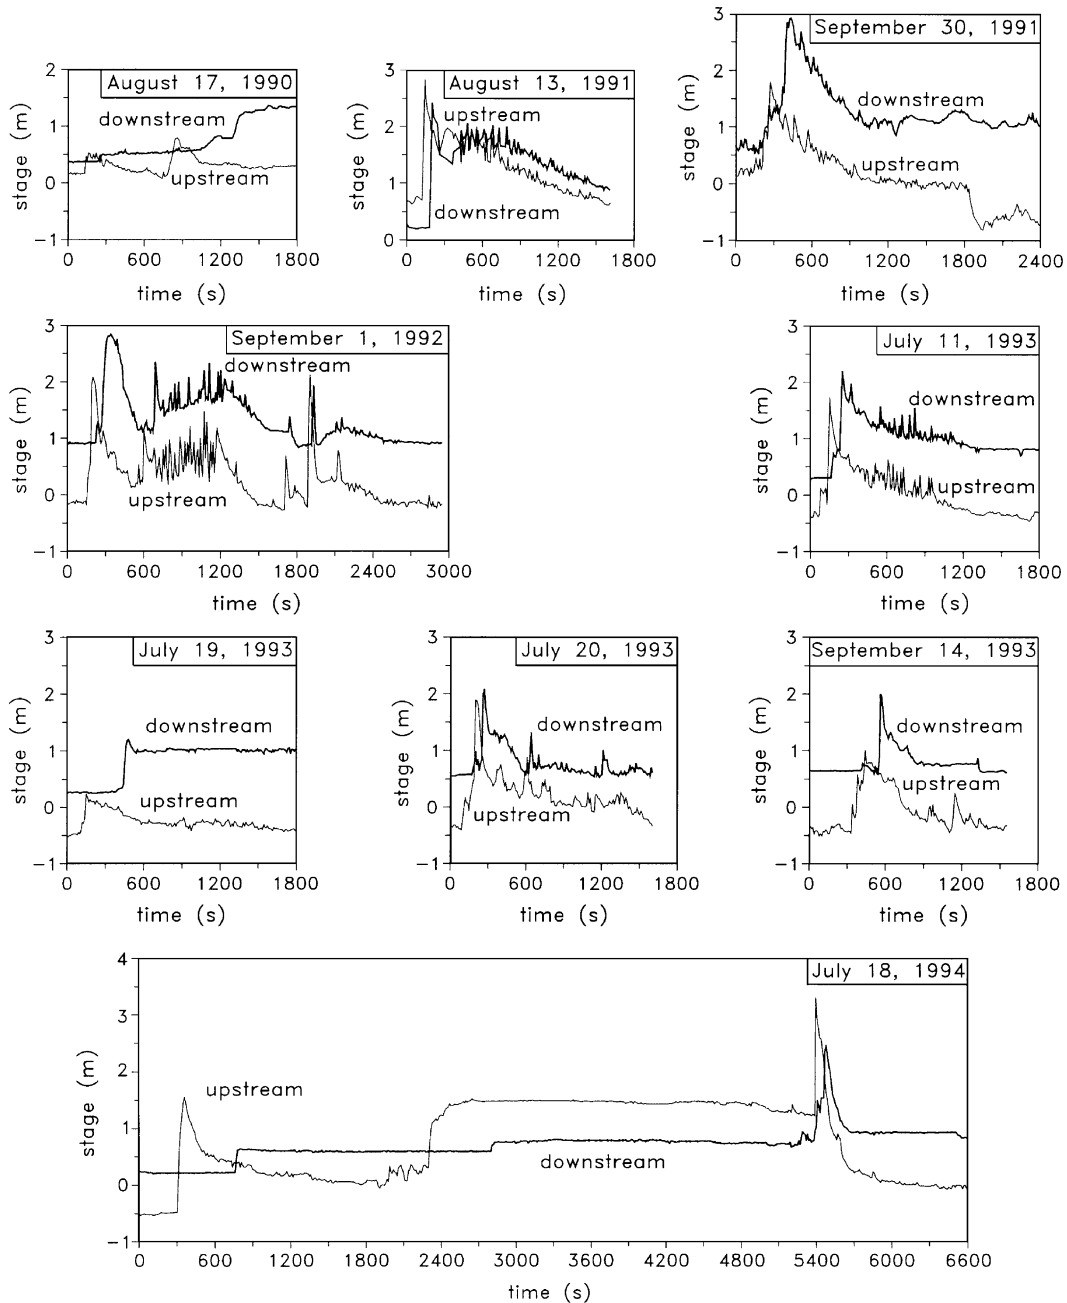 August 17, 1990
stage (m)
2
1
0
−1
downstream
upstream
0 600 1200 1800
time (s)
August 13, 1991
stage (m)
3
2
1
0
upstream
downstream
0 600 1200 1800
time (s)
September 30, 1991
stage (m)
3
2
1
0
−1
downstream
upstream
0 600 1200 1800 2400
time (s)
September 1, 1992
stage (m)
3
2
1
0
−1
downstream
upstream
0 600 1200 1800 2400 3000
time (s)
July 11, 1993
stage (m)
3
2
1
0
−1
downstream
upstream
0 600 1200 1800
time (s)
July 19, 1993
stage (m)
3
2
1
0
−1
downstream
upstream
0 600 1200 1800
time (s)
July 20, 1993
stage (m)
3
2
1
0
−1
downstream
upstream
0 600 1200 1800
time (s)
September 14, 1993
stage (m)
3
2
1
0
−1
downstream
upstream
0 600 1200 1800
time (s)
July 18, 1994
stage (m)
4
3
2
1
0
−1
upstream
downstream
0 600 1200 1800 2400 3000 3600 4200 4800 5400 6000 6600
time (s)